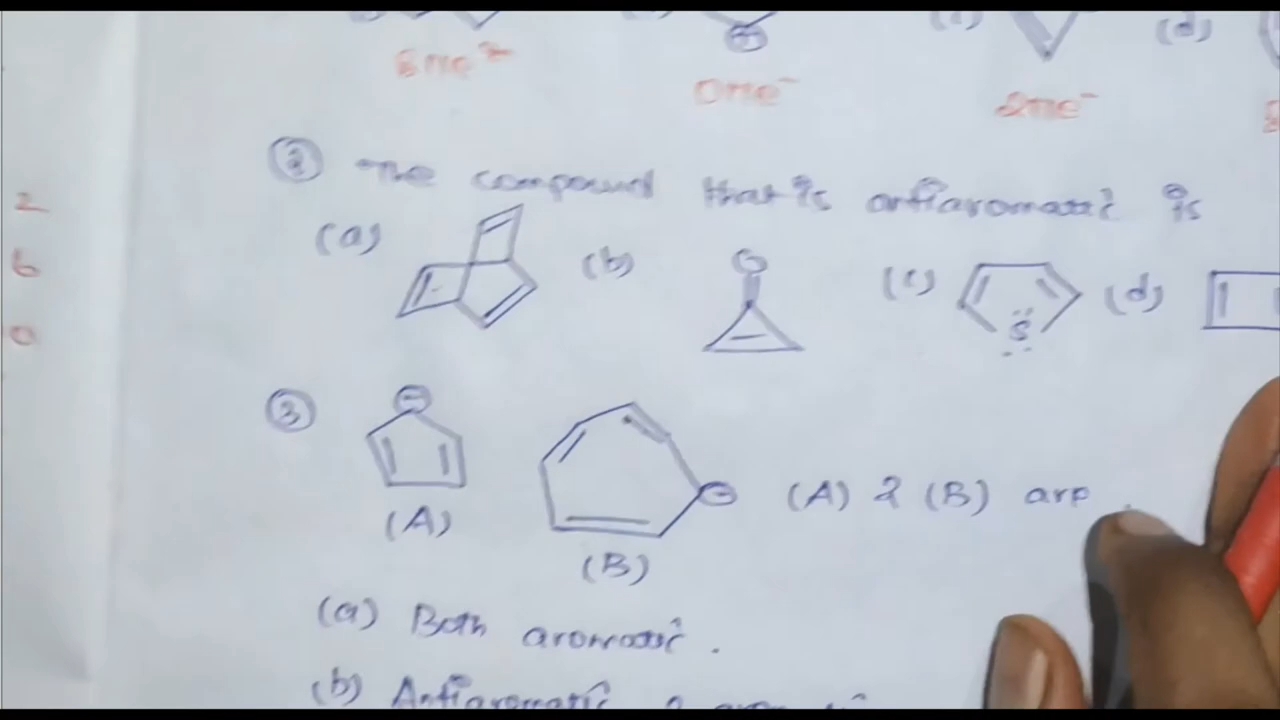 (d)
6πe⁻ 0πe⁻ 2πe⁻
② The compound that is antiaromatic is
2
6
0
(a) (b) O (c) S (d)
③ (A) (B) (A) & (B) are
(a) Both aromatic.
(b) Antiaromatic &